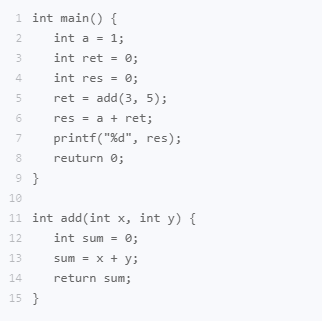 1 int main() {
2 int a = 1;
3 int ret = 0;
4 int res = 0;
5 ret = add(3, 5);
6 res = a + ret;
7 printf("%d", res);
8 reuturn 0;
9 }
10
11 int add(int x, int y) {
12 int sum = 0;
13 sum = x + y;
14 return sum;
15 }